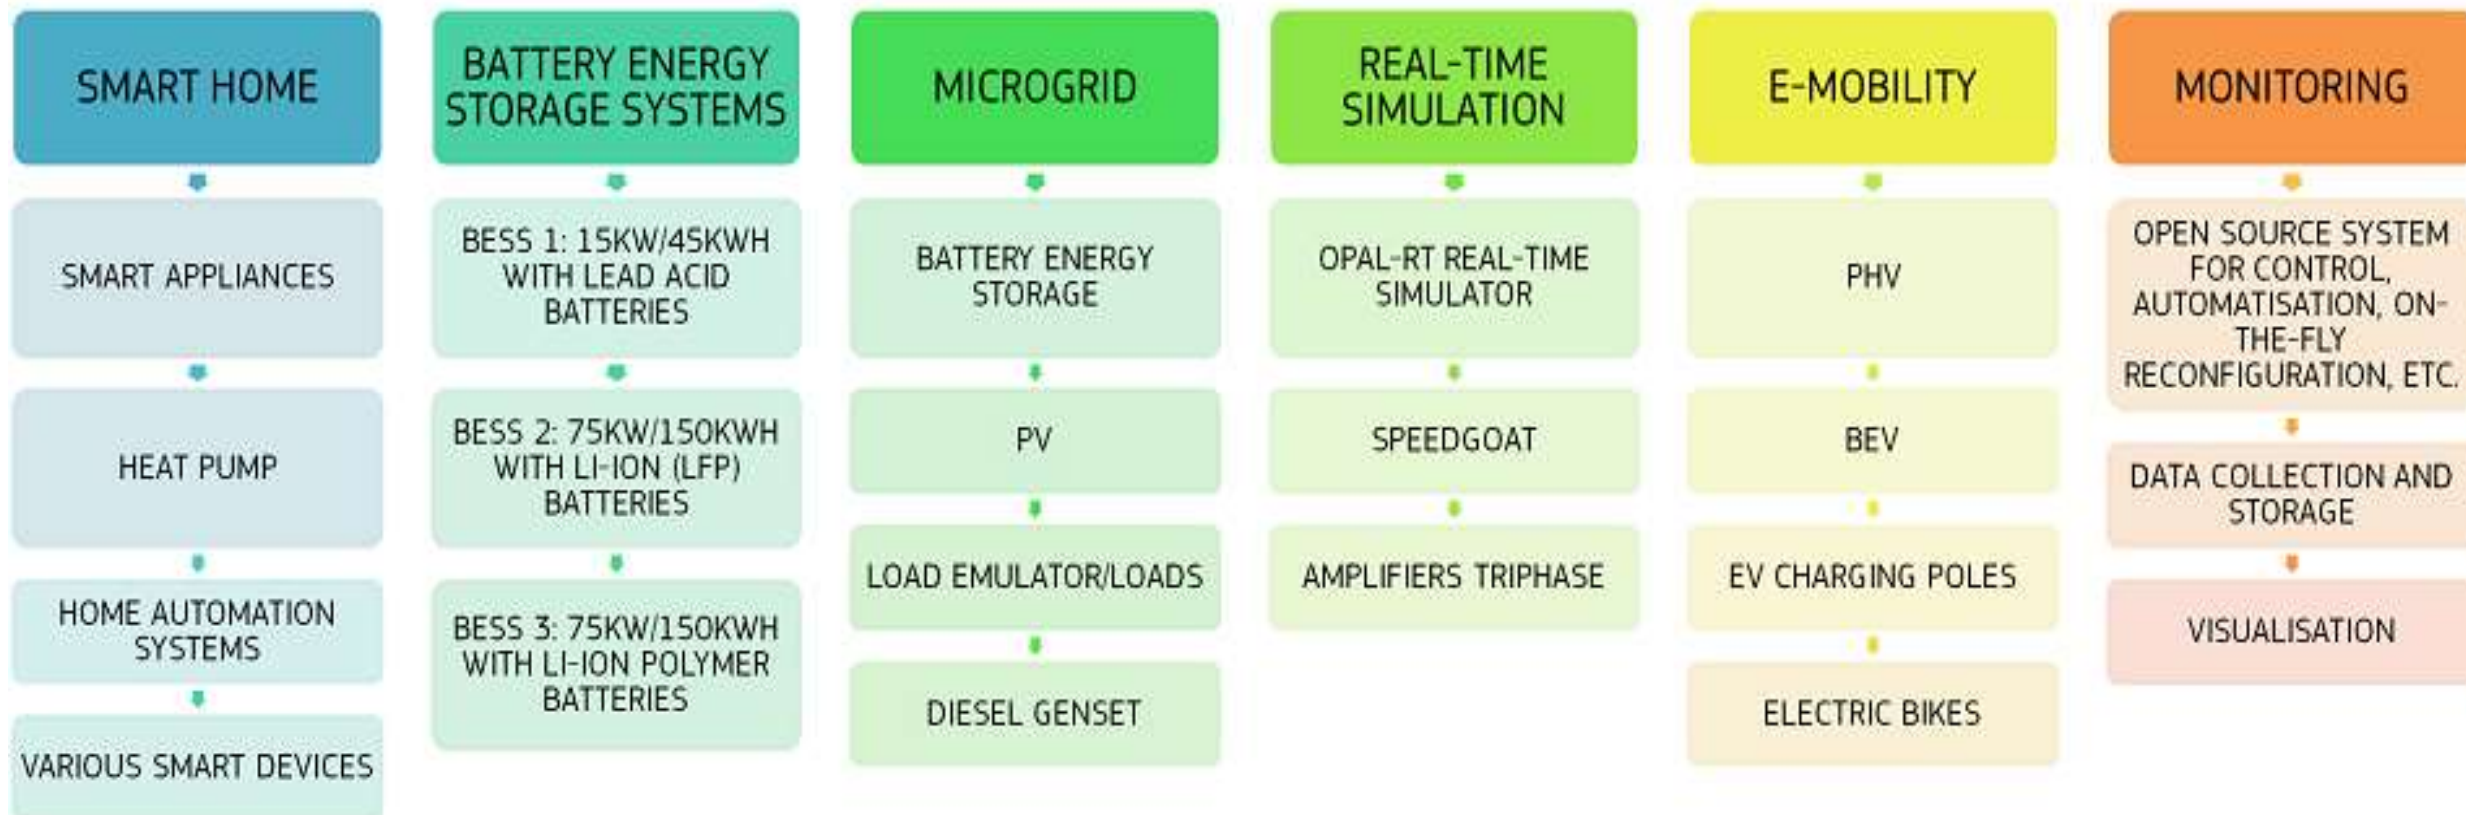 SMART HOME
SMART APPLIANCES
HEAT PUMP
HOME AUTOMATION
SYSTEMS
VARIOUS SMART DEVICES
BATTERY ENERGY
STORAGE SYSTEMS
BESS 1: 15KW/45KWH
WITH LEAD ACID
BATTERIES
BESS 2: 75KW/150KWH
WITH LI-ION (LFP)
BATTERIES
BESS 3: 75KW/150KWH
WITH LI-ION POLYMER
BATTERIES
MICROGRID
BATTERY ENERGY
STORAGE
PV
LOAD EMULATOR/LOADS
DIESEL GENSET
REAL-TIME
SIMULATION
OPAL-RT REAL-TIME
SIMULATOR
SPEEDGOAT
AMPLIFIERS TRIPHASE
E-MOBILITY
PHV
BEV
EV CHARGING POLES
ELECTRIC BIKES
MONITORING
OPEN SOURCE SYSTEM
FOR CONTROL,
AUTOMATISATION, ON-
THE-FLY
RECONFIGURATION, ETC.
DATA COLLECTION AND
STORAGE
VISUALISATION